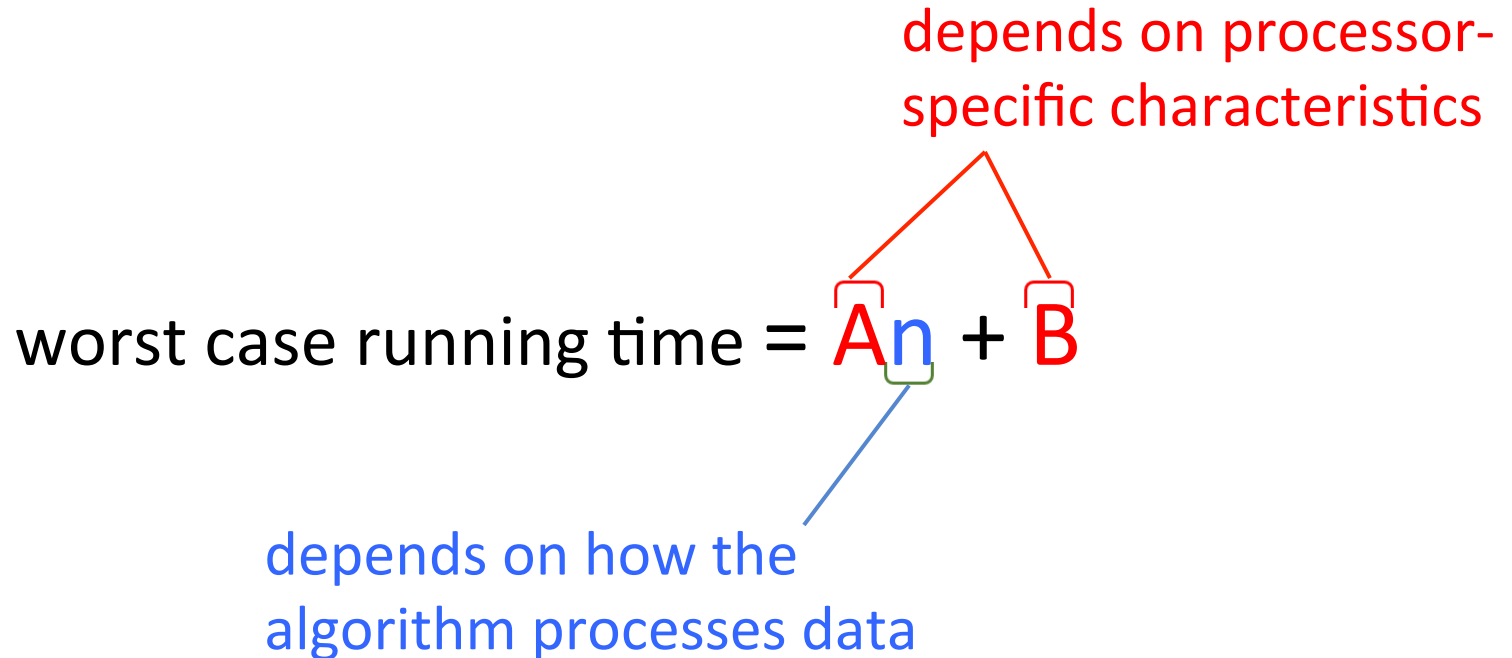 depends on processor-
specific characteristics
worst case running time = An + B
depends on how the
algorithm processes data